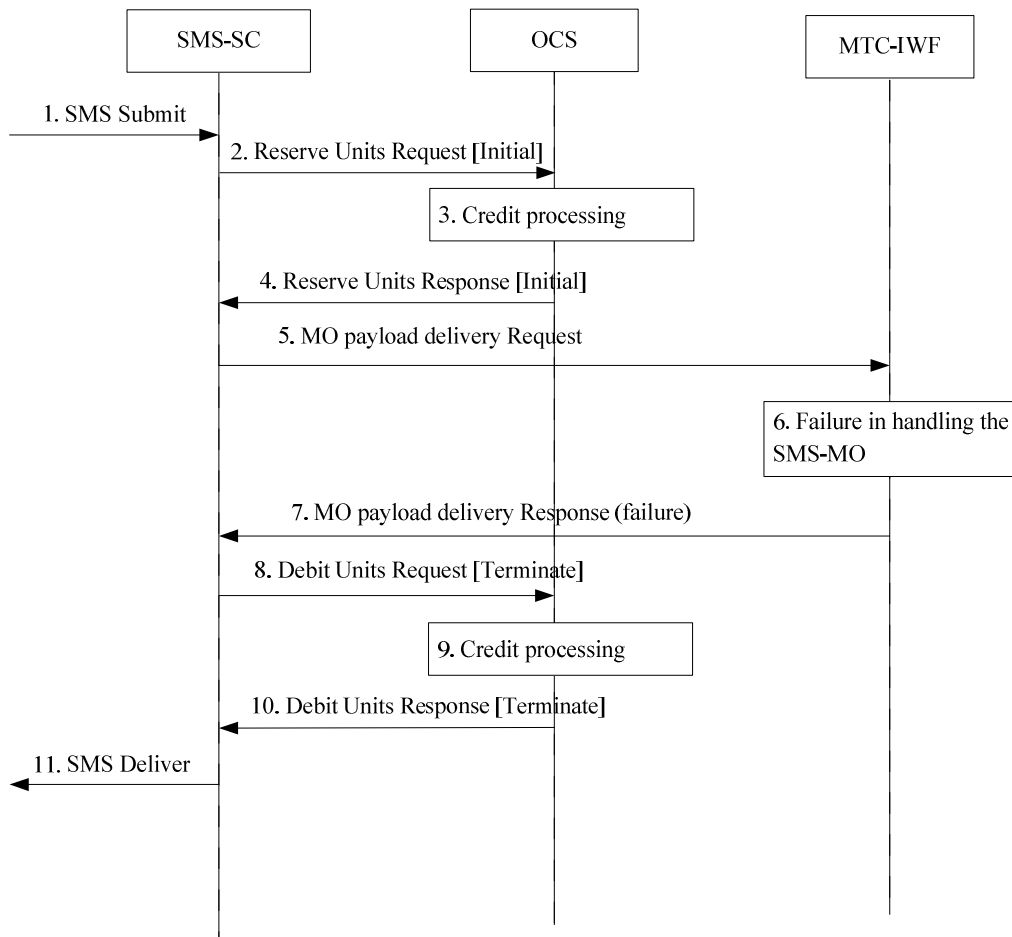 SMS-SC
OCS
MTC-IWF
1. SMS Submit
2. Reserve Units Request [Initial]
3. Credit processing
4. Reserve Units Response [Initial]
5. MO payload delivery Request
6. Failure in handling the
SMS-MO
7. MO payload delivery Response (failure)
8. Debit Units Request [Terminate]
9. Credit processing
10. Debit Units Response [Terminate]
11. SMS Deliver